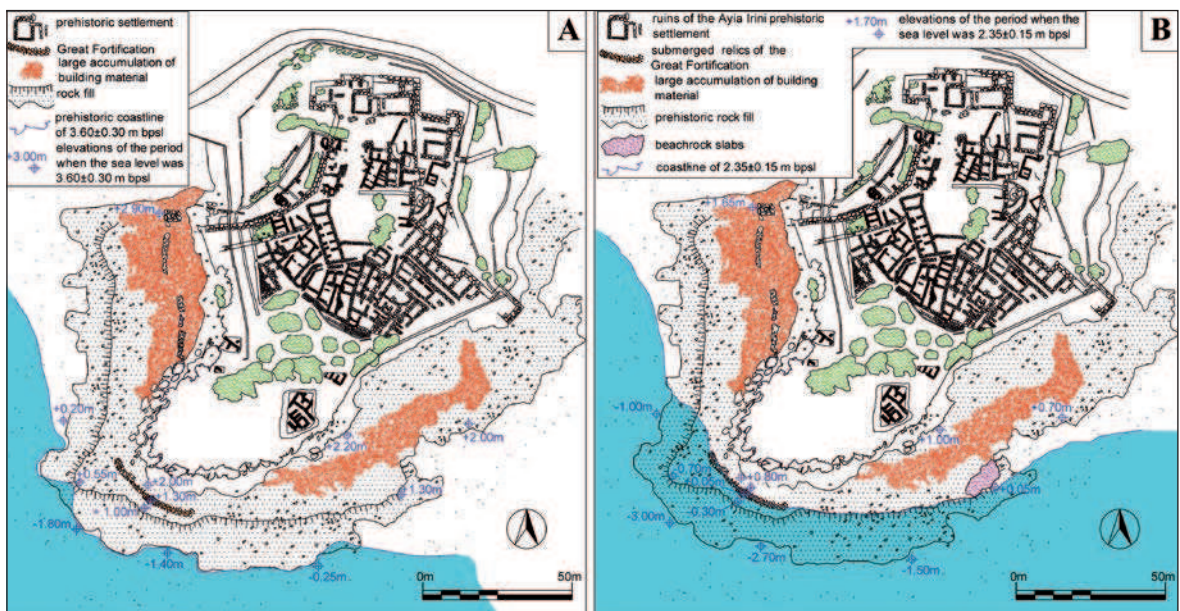 A
prehistoric settlement
Great Fortification
large accumulation of
building material
rock fill
prehistoric coastline
of 3.60±0.30 m bpsl
+3.00m
elevations of the period
when the sea level was
3.60±0.30 m bpsl
+2.90m
+0.20m
+2.20m
+2.00m
+0.55m
+2.00m
+1.30m
+1.00m
+1.30m
-1.80m
-1.40m
-0.25m
0m
50m
B
ruins of the Ayia Irini prehistoric
settlement
submerged relics of the
Great Fortification
large accumulation of building
material
prehistoric rock fill
beachrock slabs
coastline of 2.35±0.15 m bpsl
+1.70m
elevations of the period when the
sea level was 2.35±0.15 m bpsl
+1.65m
-1.00m
+0.70m
+1.00m
-0.70m
+0.80m
-0.30m
+0.05m
-3.00m
-2.70m
-1.50m
0m
50m